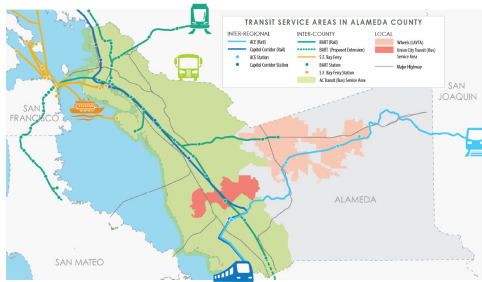 TRANSIT SERVICE AREAS IN ALAMEDA COUNTY
INTER-REGIONAL
ACE (Rail)
Capitol Corridor (Rail)
ACE Station
Capitol Corridor Station
INTER-COUNTY
BART (Rail)
BART (Proposed Extension)
S.F. Bay Ferry
BART Station
S.F. Bay Ferry Station
AC Transit (Bus) Service Area
LOCAL
Wheels (LAVTA)
Union City Transit (Bus)
Service Area
Major Highway
SAN
JOAQUIN
SAN
FRANCISCO
ALAMEDA
SAN MATEO